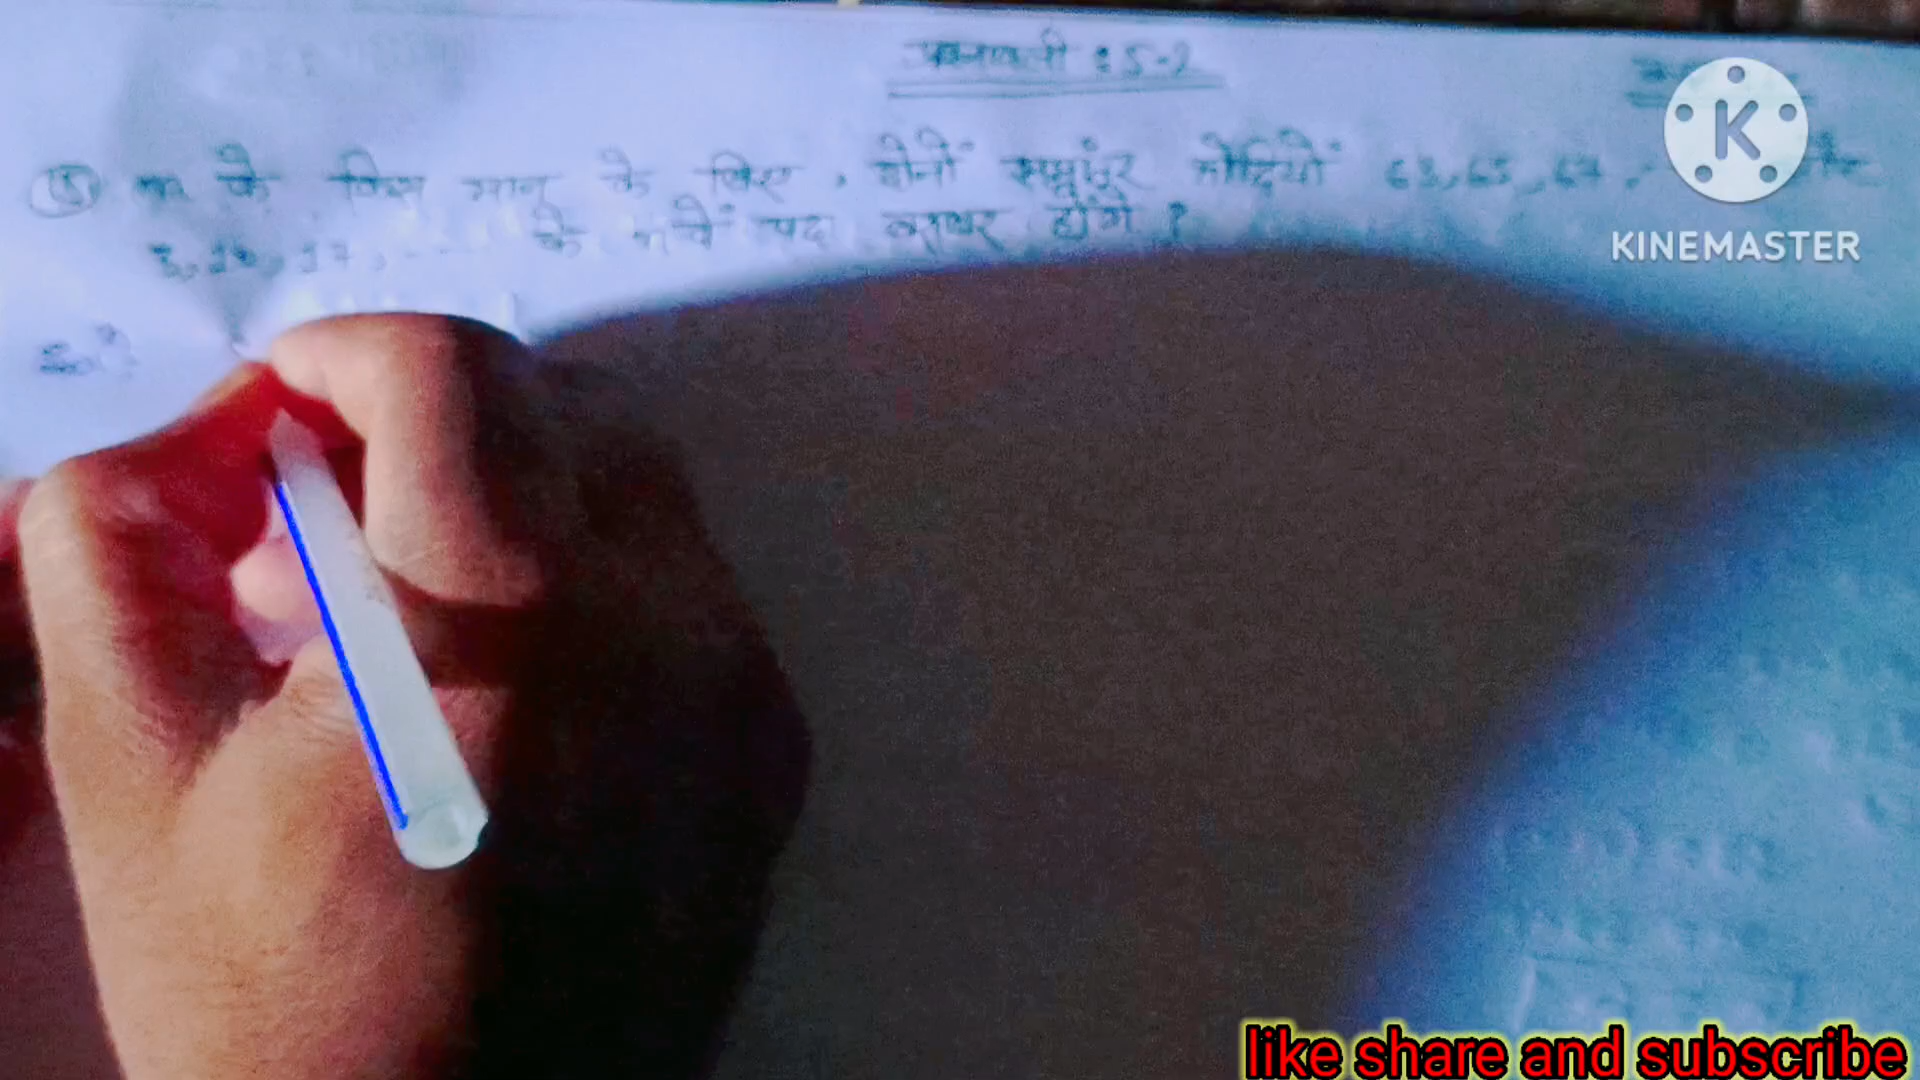 प्रश्नावली : 5.2
(15) n के किस मान के लिए, दोनों समांतर श्रेढ़ियों 63, 65, 67, और
3, 10, 17, ..... के nवें पद बराबर होंगे ?
हल:
KINEMASTER
like share and subscribe